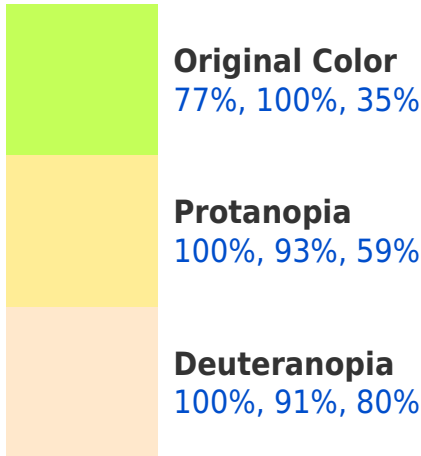 Original Color
77%, 100%, 35%
Protanopia
100%, 93%, 59%
Deuteranopia
100%, 91%, 80%